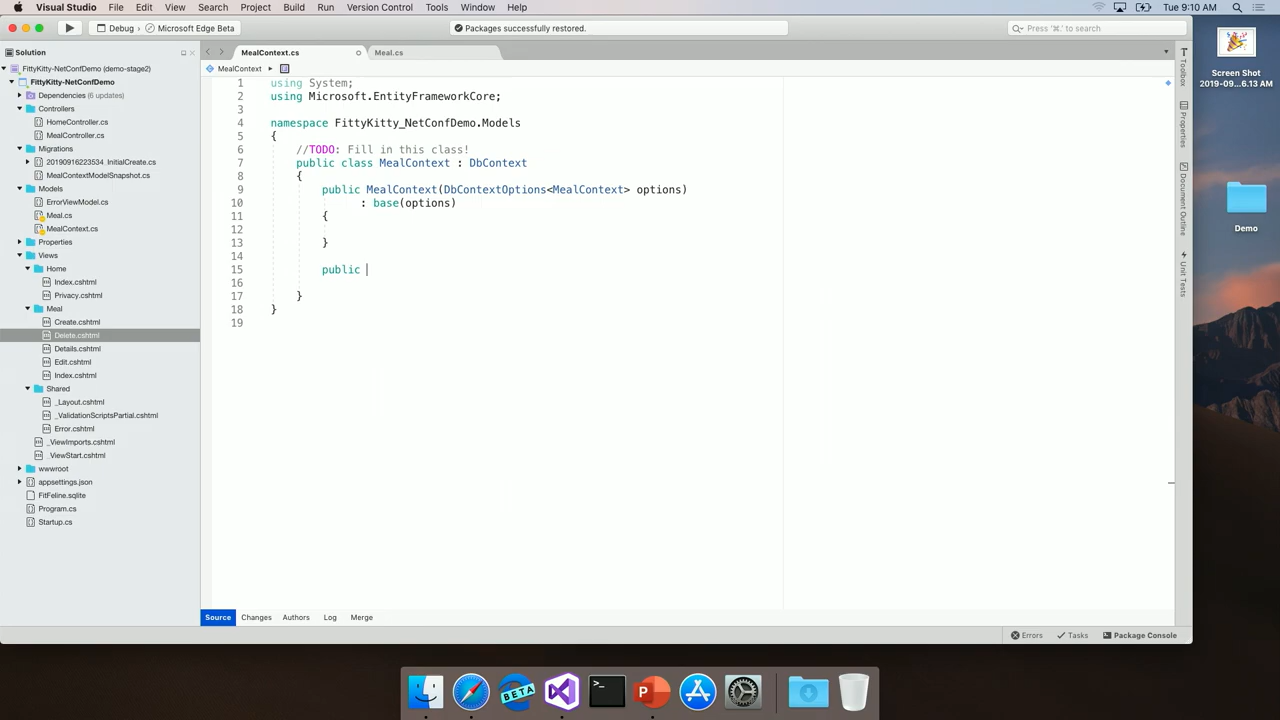 Visual Studio File Edit View Search Project Build Run Version Control Tools Window Help Tue 9:10 AM
Debug Microsoft Edge Beta Packages successfully restored. Press '⌘.' to search
Solution MealContext.cs Meal.cs
MealContext
FittyKitty-NetConfDemo (demo-stage2)
FittyKitty-NetConfDemo
Dependencies (6 updates)
Controllers
HomeController.cs
MealController.cs
Migrations
20190916223534_InitialCreate.cs
MealContextModelSnapshot.cs
Models
ErrorViewModel.cs
Meal.cs
MealContext.cs
Properties
Views
Home
Index.cshtml
Privacy.cshtml
Meal
Create.cshtml
Delete.cshtml
Details.cshtml
Edit.cshtml
Index.cshtml
Shared
_Layout.cshtml
_ValidationScriptsPartial.cshtml
Error.cshtml
_ViewImports.cshtml
_ViewStart.cshtml
wwwroot
appsettings.json
FitFeline.sqlite
Program.cs
Startup.cs
1 using System;
2 using Microsoft.EntityFrameworkCore;
3
4 namespace FittyKitty_NetConfDemo.Models
5 {
6 //TODO: Fill in this class!
7 public class MealContext : DbContext
8 {
9 public MealContext(DbContextOptions<MealContext> options)
10 : base(options)
11 {
12
13 }
14
15 public
16
17 }
18 }
19
Toolbox
Properties
Document Outline
Unit Tests
Source Changes Authors Log Merge
Errors Tasks Package Console
Screen Shot
2019-09...6.13 AM
Demo
BETA